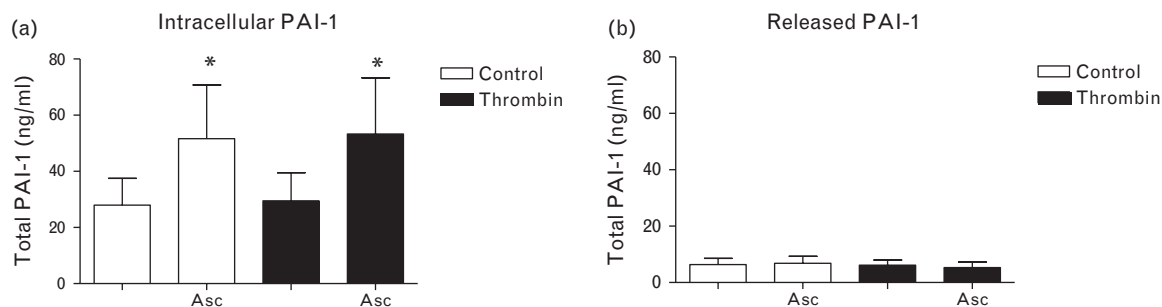 (a)
Intracellular PAI-1
Total PAI-1 (ng/ml)
80
60
40
20
0
*
*
Asc
Asc
Control
Thrombin
(b)
Released PAI-1
Total PAI-1 (ng/ml)
80
60
40
20
0
Asc
Asc
Control
Thrombin